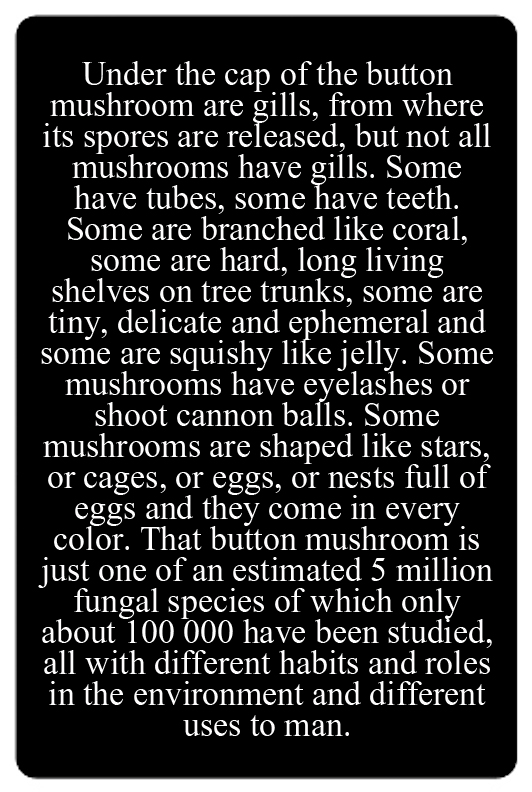 Under the cap of the button
mushroom are gills, from where
its spores are released, but not all
mushrooms have gills. Some
have tubes, some have teeth.
Some are branched like coral,
some are hard, long living
shelves on tree trunks, some are
tiny, delicate and ephemeral and
some are squishy like jelly. Some
mushrooms have eyelashes or
shoot cannon balls. Some
mushrooms are shaped like stars,
or cages, or eggs, or nests full of
eggs and they come in every
color. That button mushroom is
just one of an estimated 5 million
fungal species of which only
about 100 000 have been studied,
all with different habits and roles
in the environment and different
uses to man.